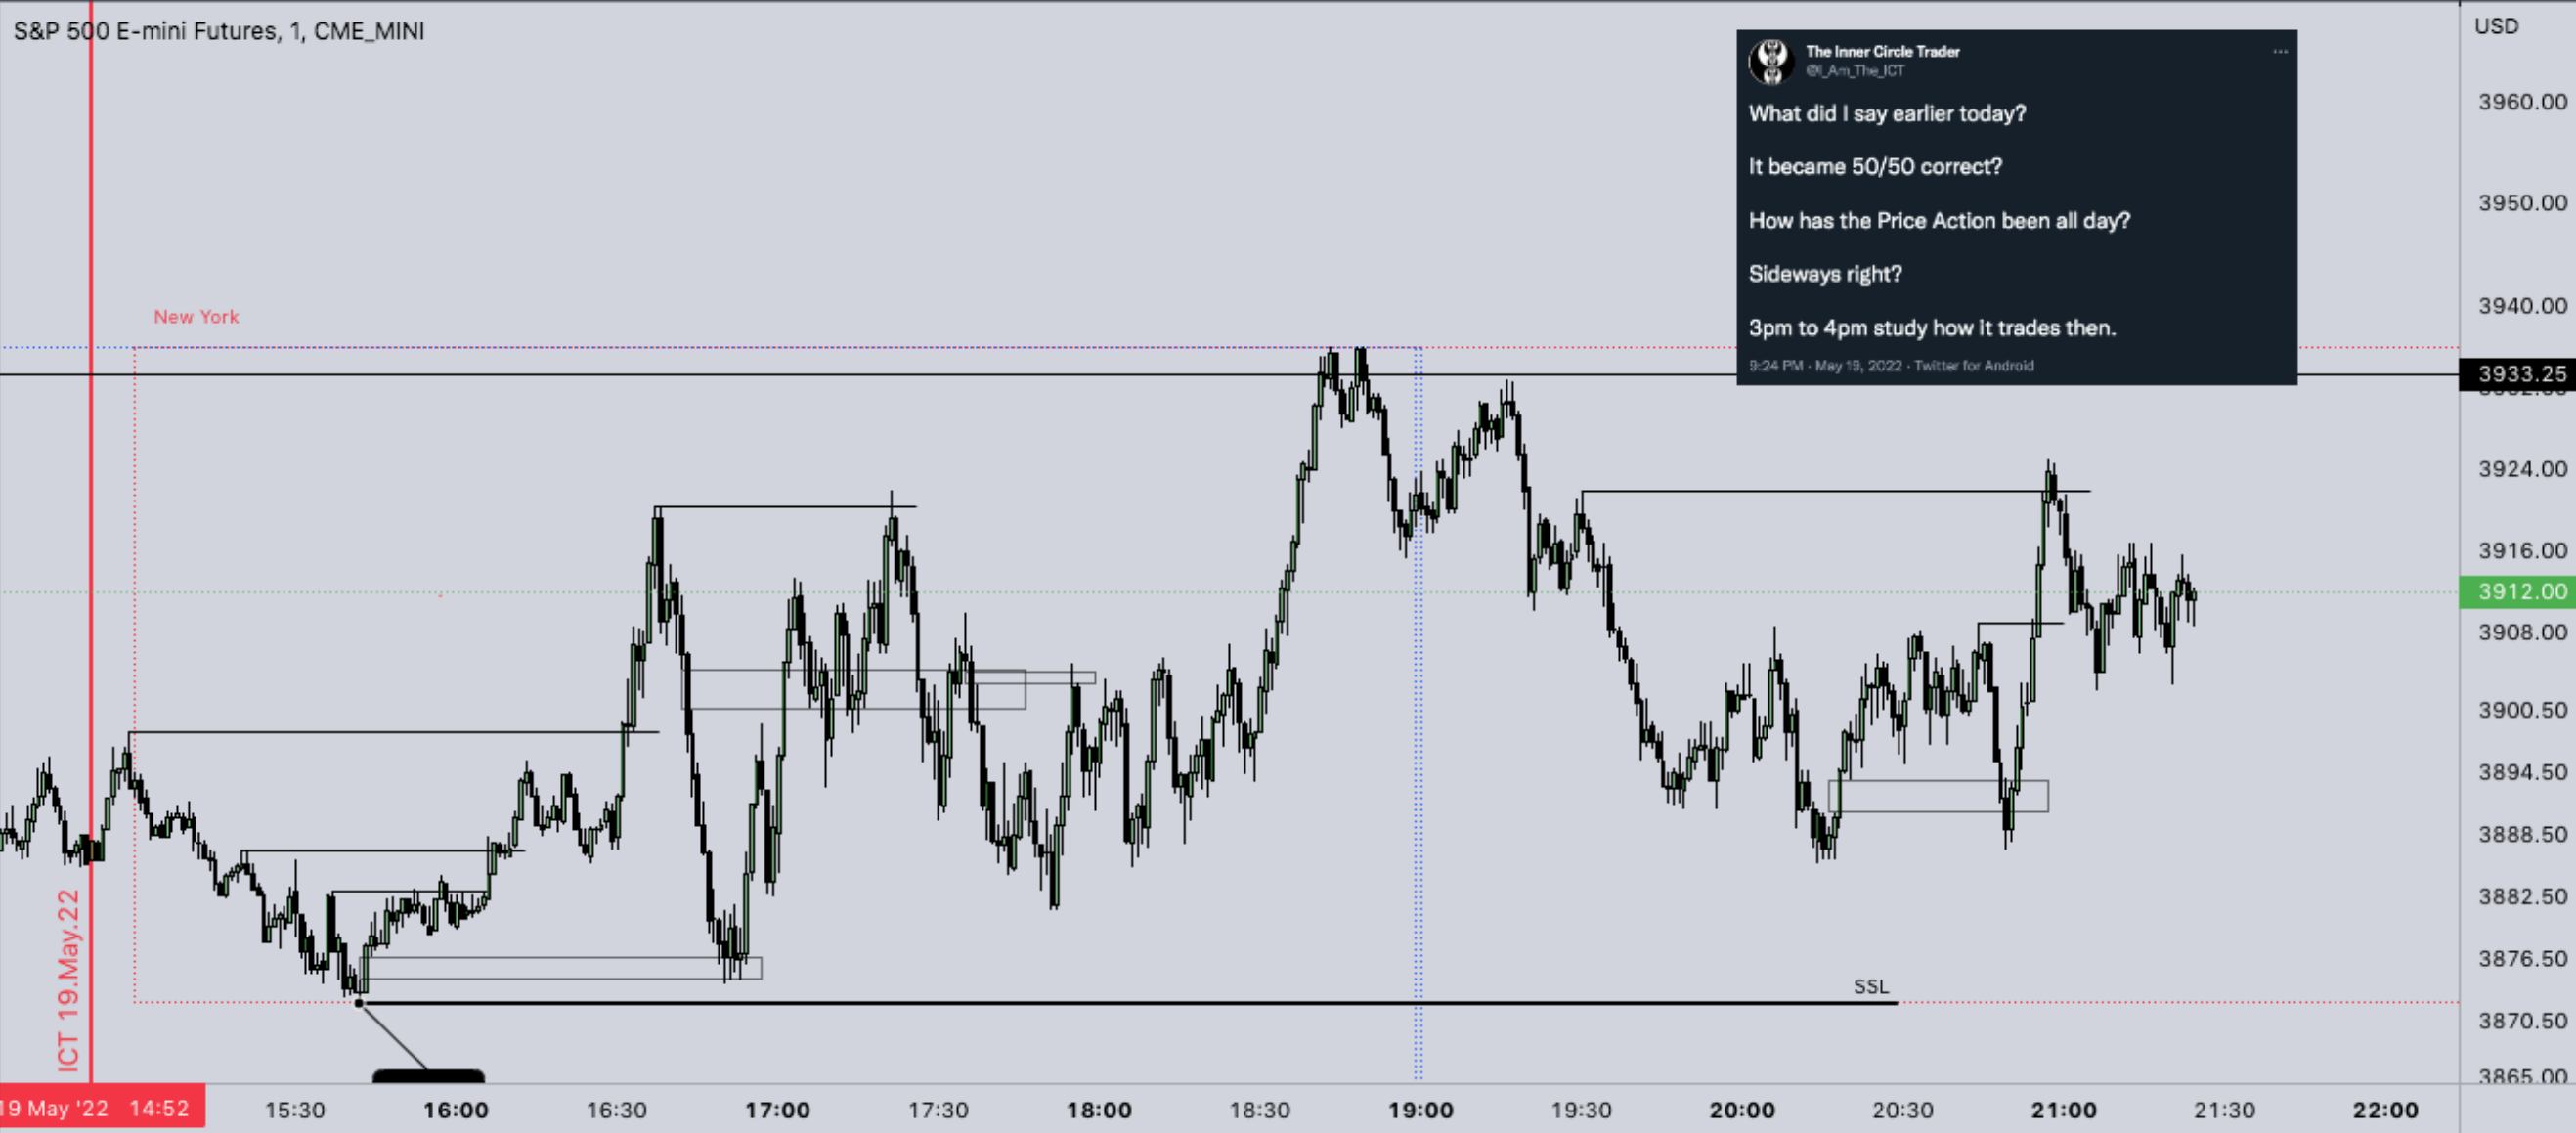 S&P 500 E-mini Futures, 1, CME_MINI
USD
The Inner Circle Trader
@I_Am_The_ICT
What did I say earlier today?
It became 50/50 correct?
How has the Price Action been all day?
Sideways right?
3pm to 4pm study how it trades then.
9:24 PM · May 19, 2022 · Twitter for Android
New York
ICT 19.May.22
SSL
3960.00
3950.00
3940.00
3933.25
3924.00
3916.00
3912.00
3908.00
3900.50
3894.50
3888.50
3882.50
3876.50
3870.50
3865.00
19 May '22 14:52
15:30
16:00
16:30
17:00
17:30
18:00
18:30
19:00
19:30
20:00
20:30
21:00
21:30
22:00